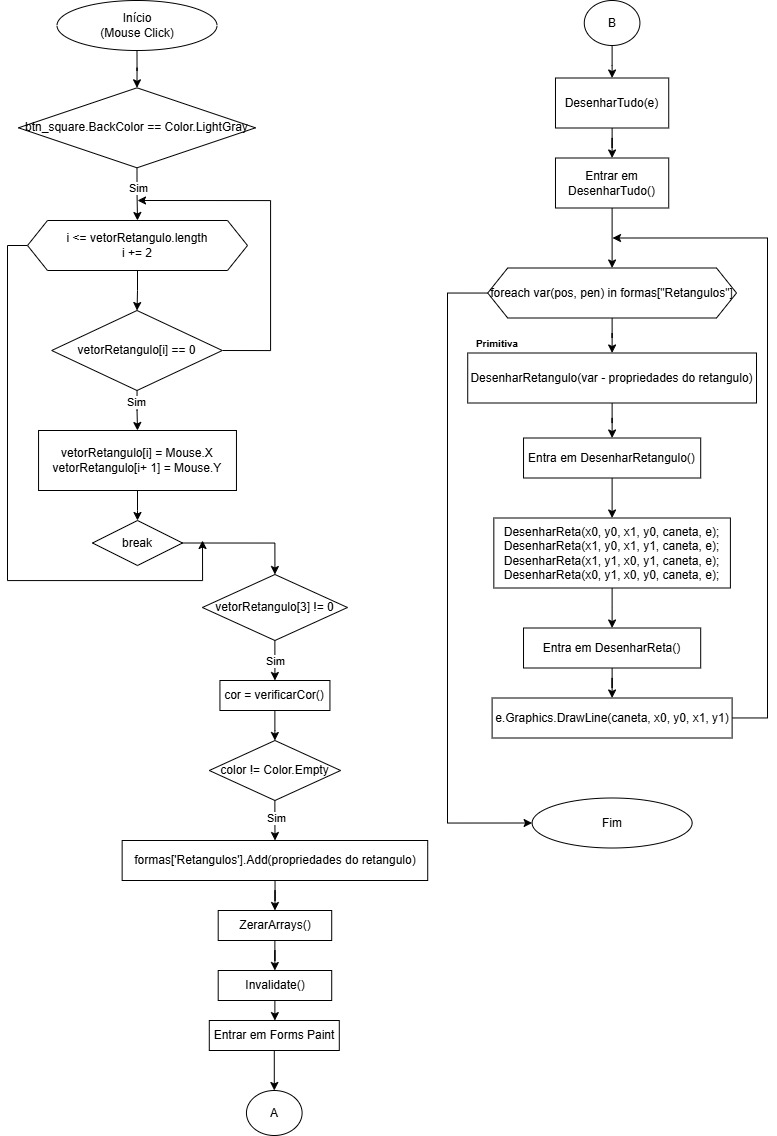 Início
(Mouse Click)
btn_square.BackColor == Color.LightGray
Sim
i <= vetorRetangulo.length
i += 2
vetorRetangulo[i] == 0
Sim
vetorRetangulo[i] = Mouse.X
vetorRetangulo[i+ 1] = Mouse.Y
break
vetorRetangulo[3] != 0
Sim
cor = verificarCor()
color != Color.Empty
Sim
formas['Retangulos'].Add(propriedades do retangulo)
ZerarArrays()
Invalidate()
Entrar em Forms Paint
A
B
DesenharTudo(e)
Entrar em
DesenharTudo()
foreach var(pos, pen) in formas["Retangulos"]
Primitiva
DesenharRetangulo(var - propriedades do retangulo)
Entra em DesenharRetangulo()
DesenharReta(x0, y0, x1, y0, caneta, e);
DesenharReta(x1, y0, x1, y1, caneta, e);
DesenharReta(x1, y1, x0, y1, caneta, e);
DesenharReta(x0, y1, x0, y0, caneta, e);
Entra em DesenharReta()
e.Graphics.DrawLine(caneta, x0, y0, x1, y1)
Fim